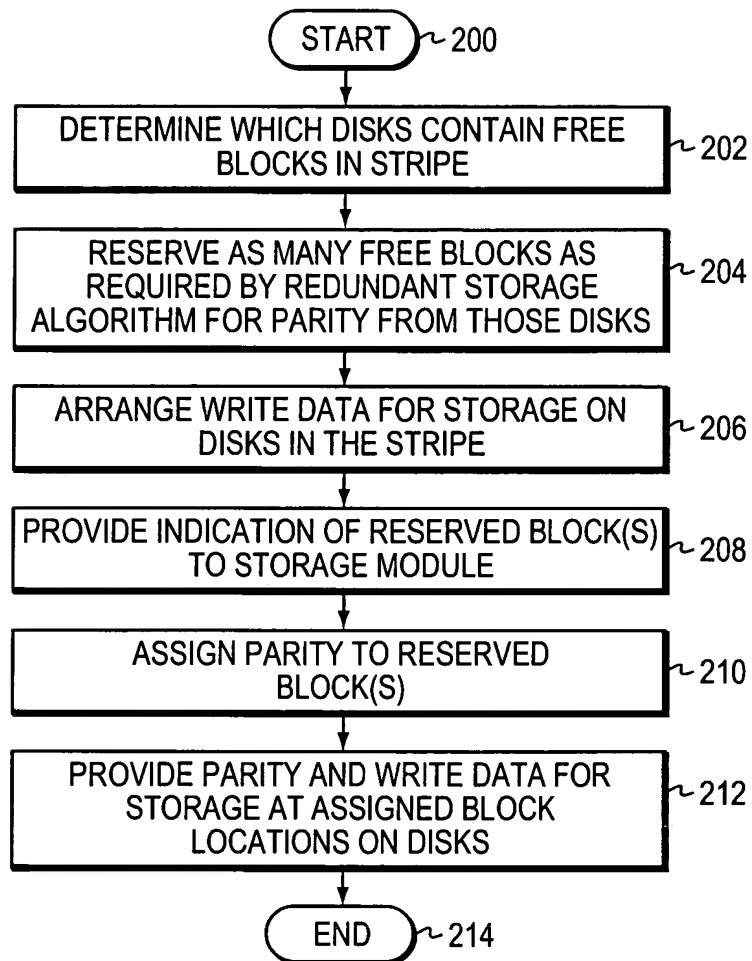 START
200
DETERMINE WHICH DISKS CONTAIN FREE
BLOCKS IN STRIPE
202
RESERVE AS MANY FREE BLOCKS AS
REQUIRED BY REDUNDANT STORAGE
ALGORITHM FOR PARITY FROM THOSE DISKS
204
ARRANGE WRITE DATA FOR STORAGE ON
DISKS IN THE STRIPE
206
PROVIDE INDICATION OF RESERVED BLOCK(S)
TO STORAGE MODULE
208
ASSIGN PARITY TO RESERVED
BLOCK(S)
210
PROVIDE PARITY AND WRITE DATA FOR
STORAGE AT ASSIGNED BLOCK
LOCATIONS ON DISKS
212
END
214